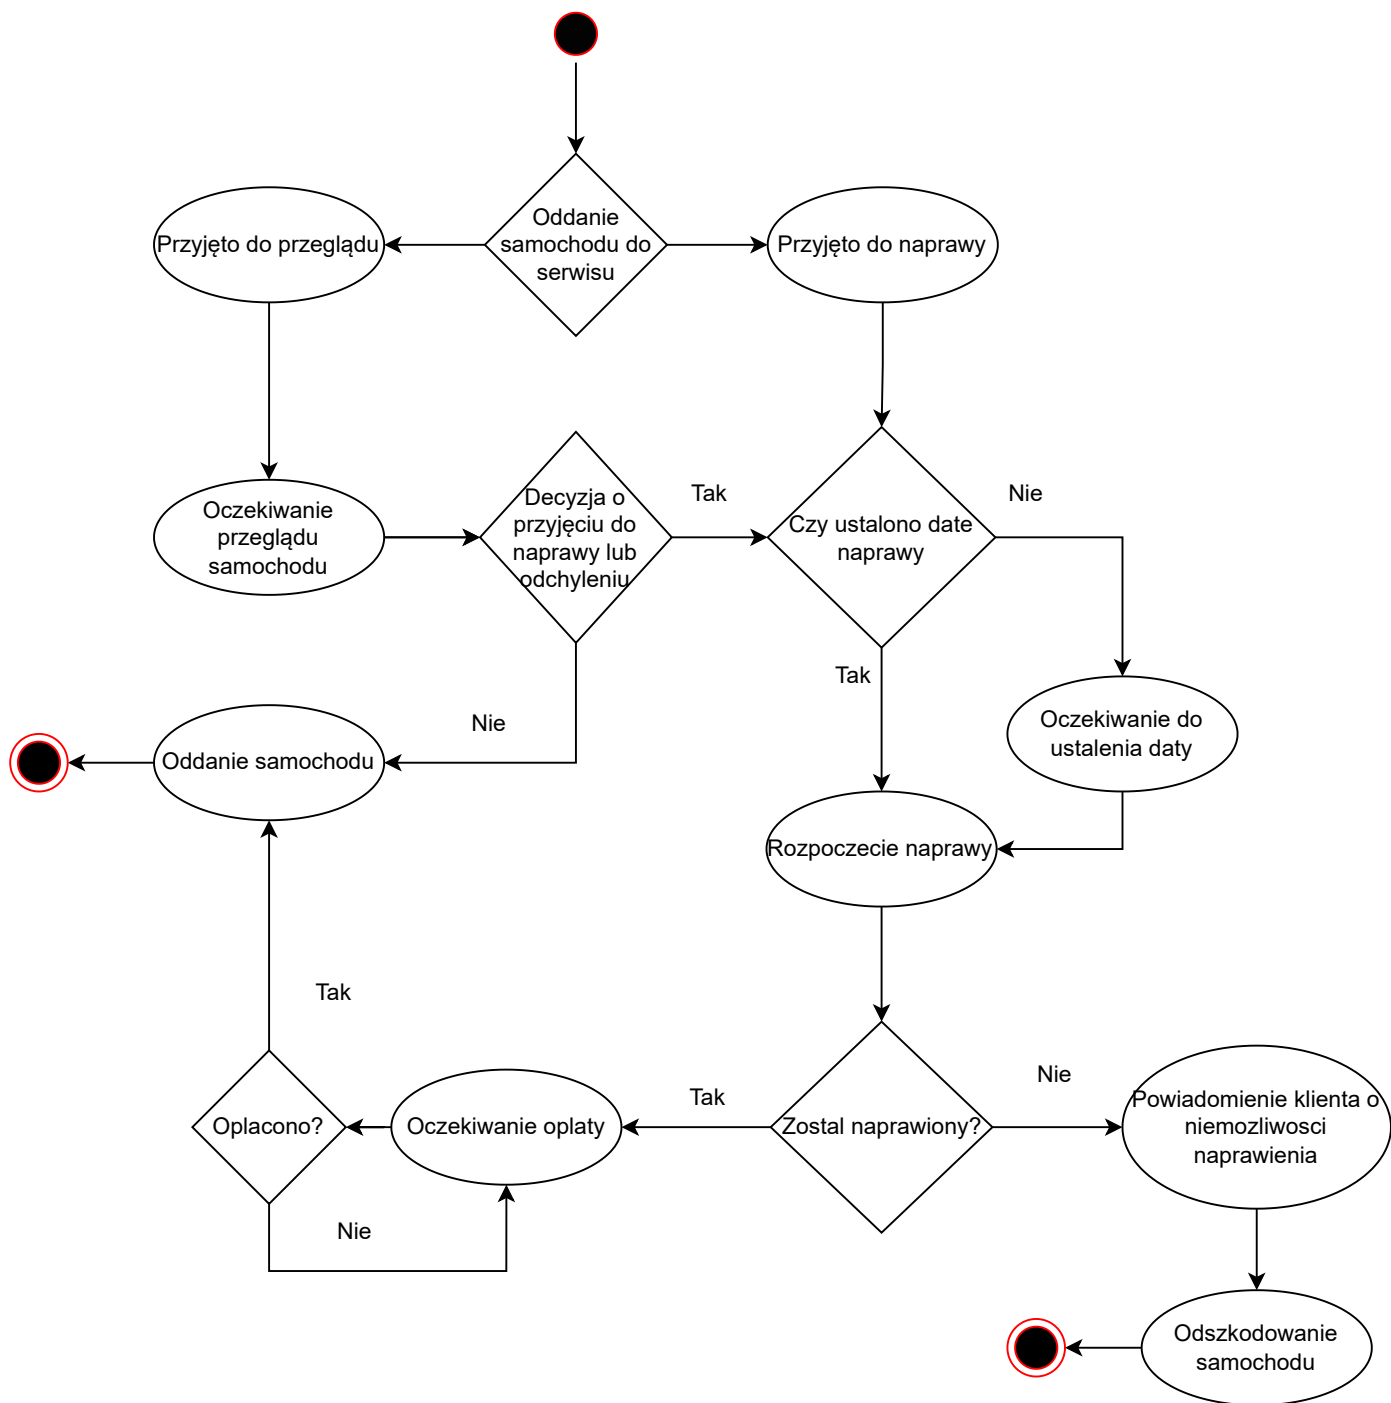 Oddanie
samochodu do
serwisu
Przyjęto do przeglądu
Przyjęto do naprawy
Oczekiwanie
przeglądu
samochodu
Decyzja o
przyjęciu do
naprawy lub
odchyleniu
Tak
Czy ustalono date
naprawy
Nie
Tak
Nie
Oddanie samochodu
Oczekiwanie do
ustalenia daty
Rozpoczecie naprawy
Tak
Oplacono?
Oczekiwanie oplaty
Tak
Zostal naprawiony?
Nie
Powiadomienie klienta o
niemozliwosci
naprawienia
Nie
Odszkodowanie
samochodu